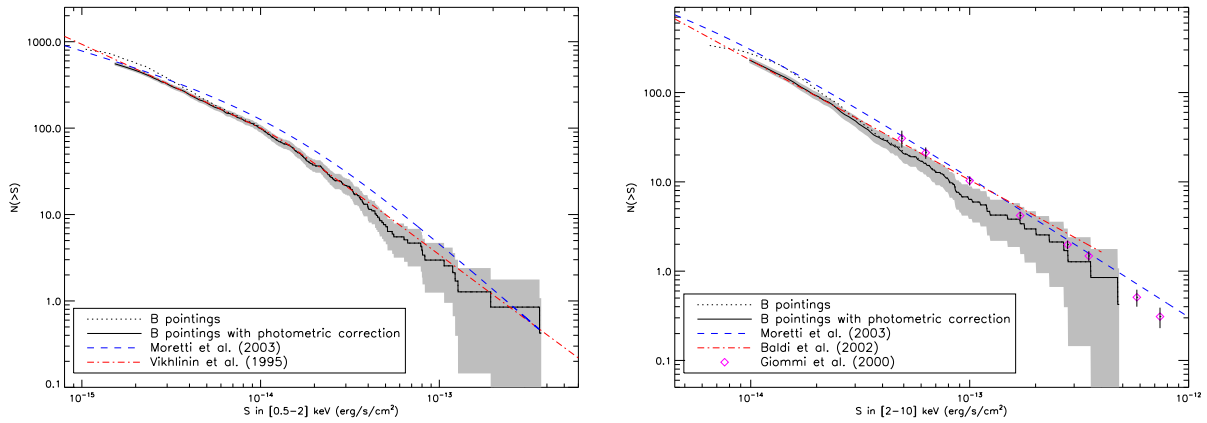 1000.0
100.0
10.0
1.0
0.1
N(>S)
B pointings
B pointings with photometric correction
Moretti et al. (2003)
Vikhlinin et al. (1995)
10⁻¹⁵ 10⁻¹⁴ 10⁻¹³
S in [0.5-2] keV (erg/s/cm²)
100.0
10.0
1.0
0.1
N(>S)
B pointings
B pointings with photometric correction
Moretti et al. (2003)
Baldi et al. (2002)
Giommi et al. (2000)
10⁻¹⁴ 10⁻¹³ 10⁻¹²
S in [2-10] keV (erg/s/cm²)